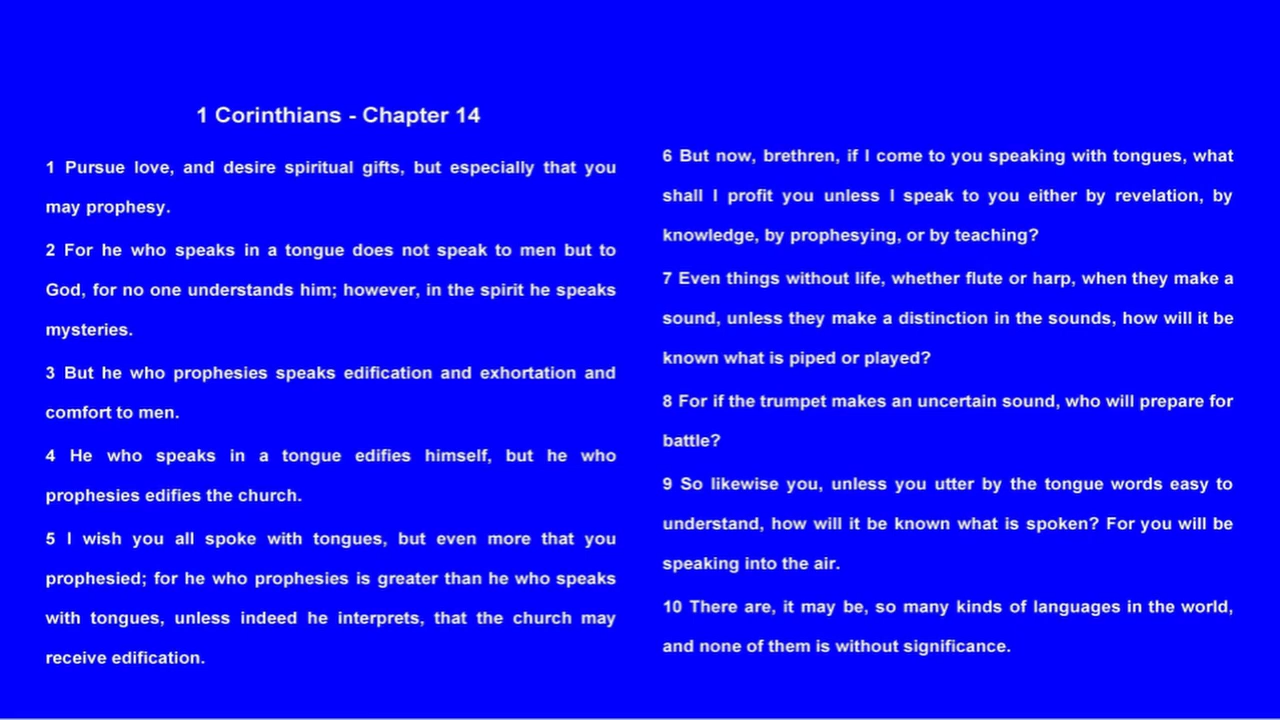 1 Corinthians - Chapter 14
1 Pursue love, and desire spiritual gifts, but especially that you
may prophesy.
2 For he who speaks in a tongue does not speak to men but to
God, for no one understands him; however, in the spirit he speaks
mysteries.
3 But he who prophesies speaks edification and exhortation and
comfort to men.
4 He who speaks in a tongue edifies himself, but he who
prophesies edifies the church.
5 I wish you all spoke with tongues, but even more that you
prophesied; for he who prophesies is greater than he who speaks
with tongues, unless indeed he interprets, that the church may
receive edification.
6 But now, brethren, if I come to you speaking with tongues, what
shall I profit you unless I speak to you either by revelation, by
knowledge, by prophesying, or by teaching?
7 Even things without life, whether flute or harp, when they make a
sound, unless they make a distinction in the sounds, how will it be
known what is piped or played?
8 For if the trumpet makes an uncertain sound, who will prepare for
battle?
9 So likewise you, unless you utter by the tongue words easy to
understand, how will it be known what is spoken? For you will be
speaking into the air.
10 There are, it may be, so many kinds of languages in the world,
and none of them is without significance.